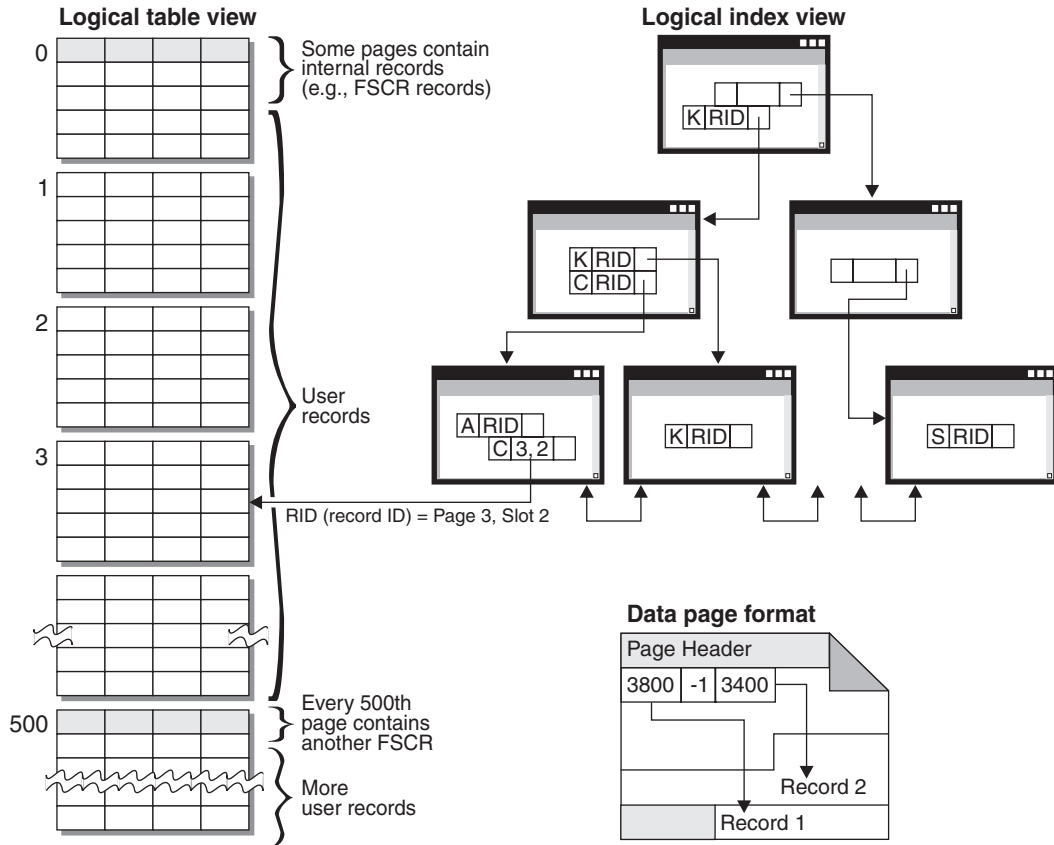 Logical table view
0
Some pages contain
internal records
(e.g., FSCR records)
1
2
User
records
3
500
Every 500th
page contains
another FSCR
More
user records
Logical index view
K RID
K RID
C RID
A RID
C 3, 2
K RID
S RID
RID (record ID) = Page 3, Slot 2
Data page format
Page Header
3800 -1 3400
Record 2
Record 1